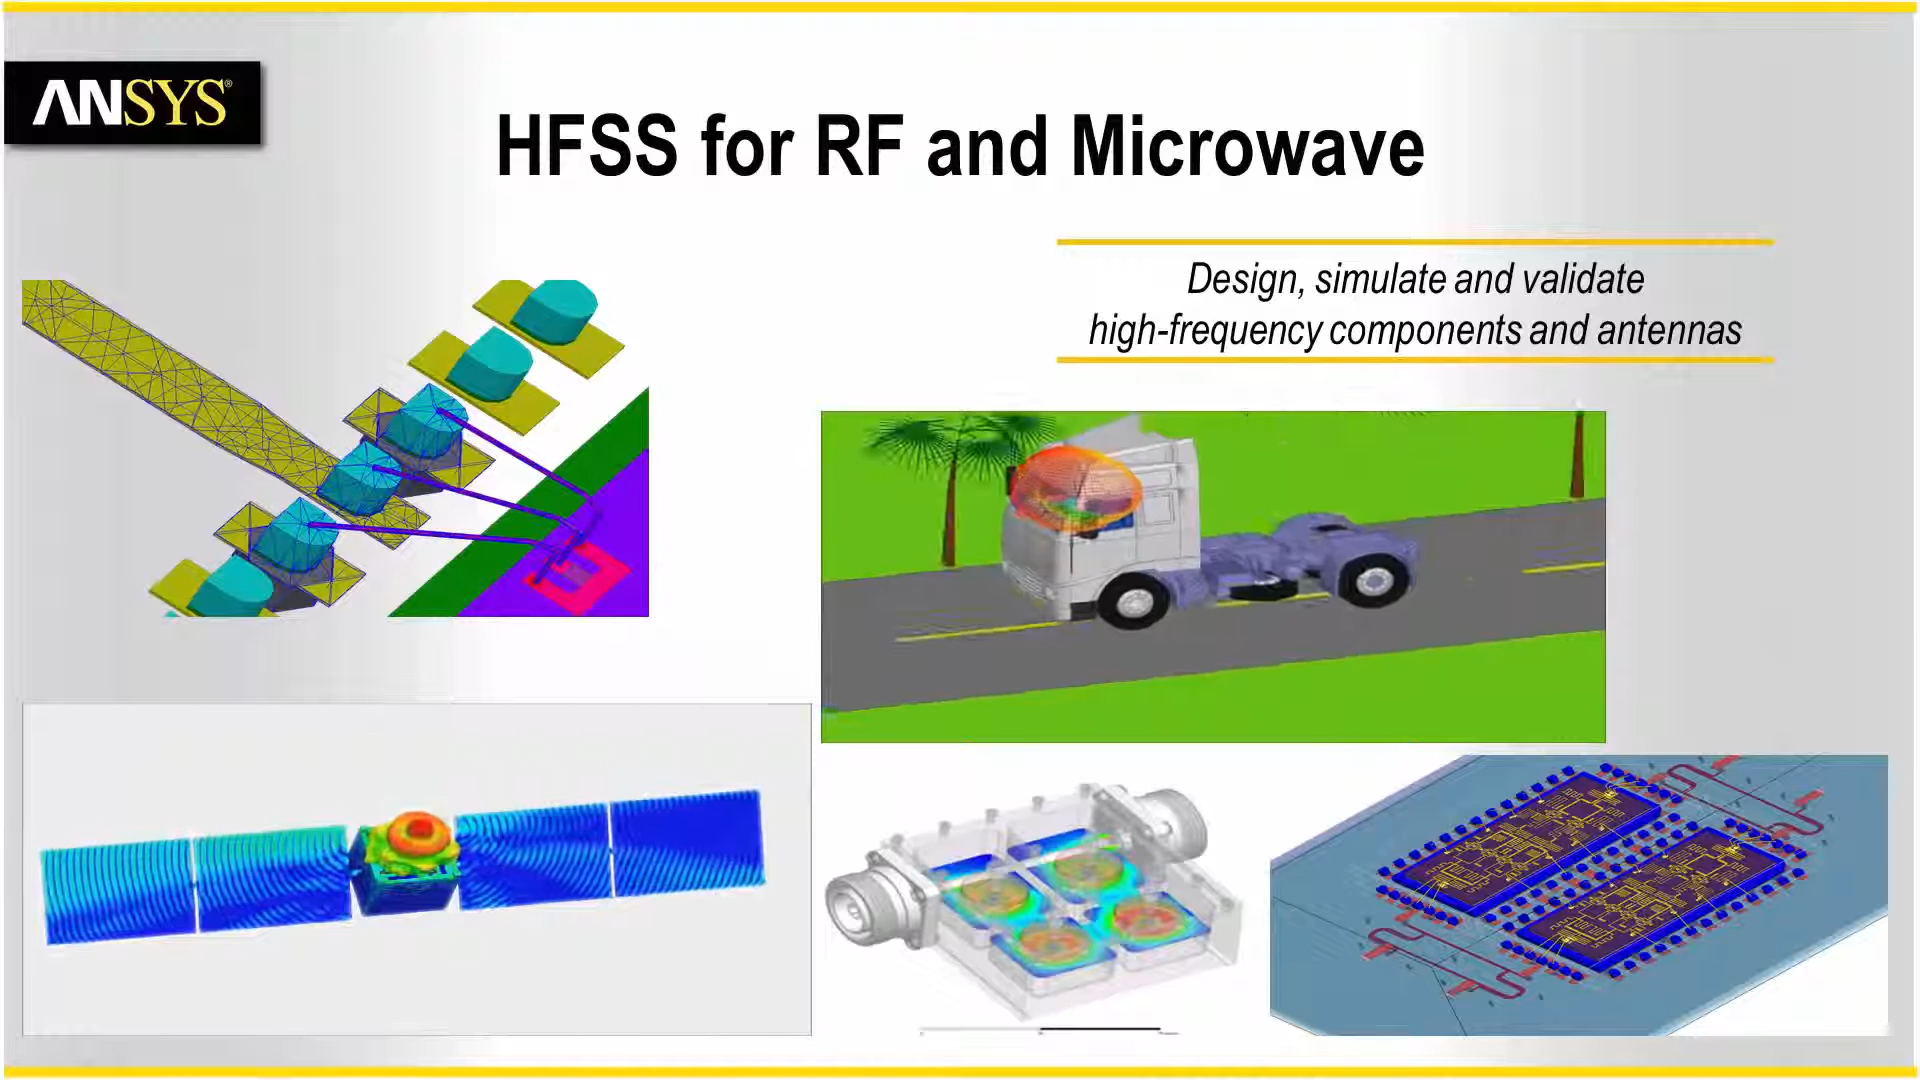 ANSYS®
HFSS for RF and Microwave
Design, simulate and validate
high-frequency components and antennas